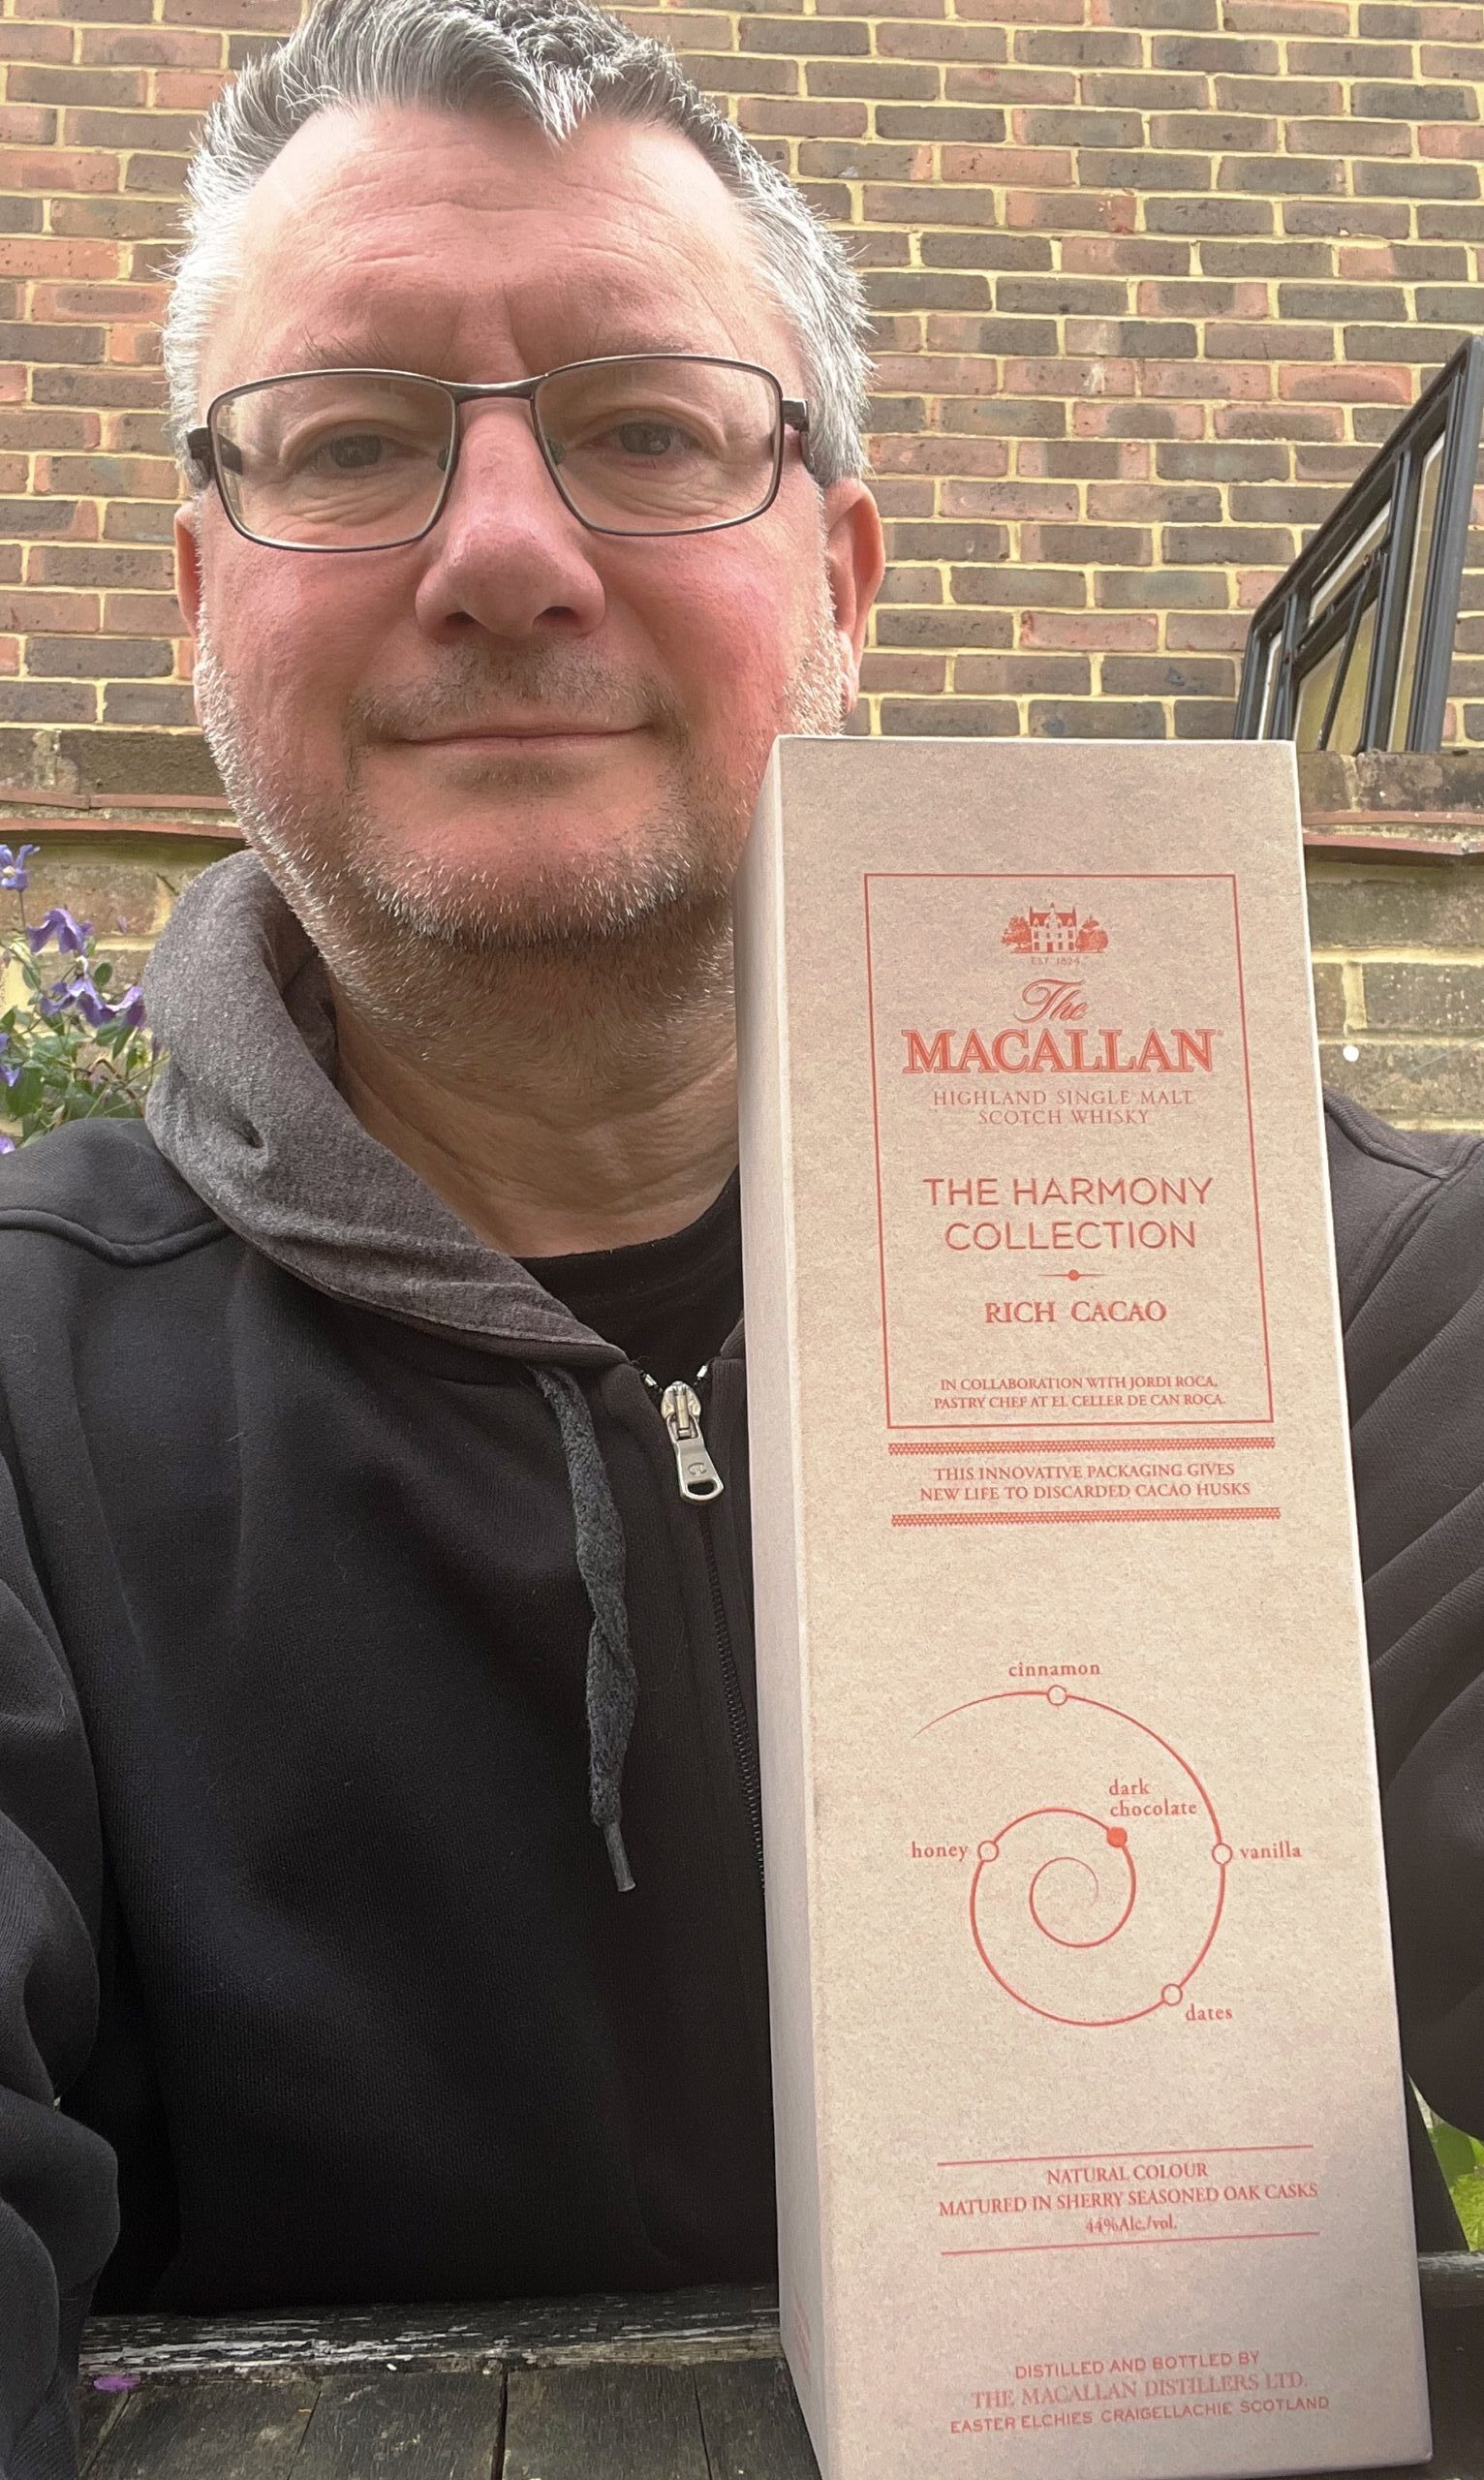 EST. 1824
The
MACALLAN
HIGHLAND SINGLE MALT
SCOTCH WHISKY
THE HARMONY
COLLECTION
RICH CACAO
IN COLLABORATION WITH JORDI ROCA,
PASTRY CHEF AT EL CELLER DE CAN ROCA.
THIS INNOVATIVE PACKAGING GIVES
NEW LIFE TO DISCARDED CACAO HUSKS
cinnamon
dark
chocolate
honey
vanilla
dates
NATURAL COLOUR
MATURED IN SHERRY SEASONED OAK CASKS
44%Alc./vol.
DISTILLED AND BOTTLED BY
THE MACALLAN DISTILLERS LTD.
EASTER ELCHIES CRAIGELLACHIE SCOTLAND